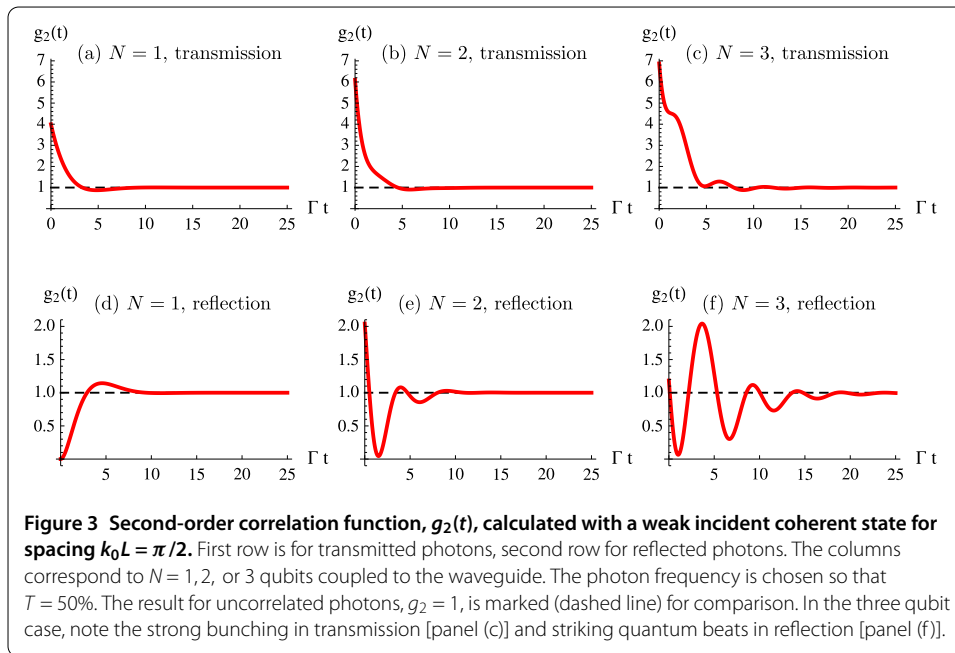 g₂(t)
(a) N = 1, transmission
7
6
5
4
3
2
1
0 5 10 15 20 25
Γ t
g₂(t)
(b) N = 2, transmission
7
6
5
4
3
2
1
0 5 10 15 20 25
Γ t
g₂(t)
(c) N = 3, transmission
7
6
5
4
3
2
1
0 5 10 15 20 25
Γ t
g₂(t)
(d) N = 1, reflection
2.0
1.5
1.0
0.5
0 5 10 15 20 25
Γ t
g₂(t)
(e) N = 2, reflection
2.0
1.5
1.0
0.5
0 5 10 15 20 25
Γ t
g₂(t)
(f) N = 3, reflection
2.0
1.5
1.0
0.5
0 5 10 15 20 25
Γ t
Figure 3 Second-order correlation function, g₂(t), calculated with a weak incident coherent state for
spacing k₀L = π/2. First row is for transmitted photons, second row for reflected photons. The columns
correspond to N = 1, 2, or 3 qubits coupled to the waveguide. The photon frequency is chosen so that
T = 50%. The result for uncorrelated photons, g₂ = 1, is marked (dashed line) for comparison. In the three qubit
case, note the strong bunching in transmission [panel (c)] and striking quantum beats in reflection [panel (f)].